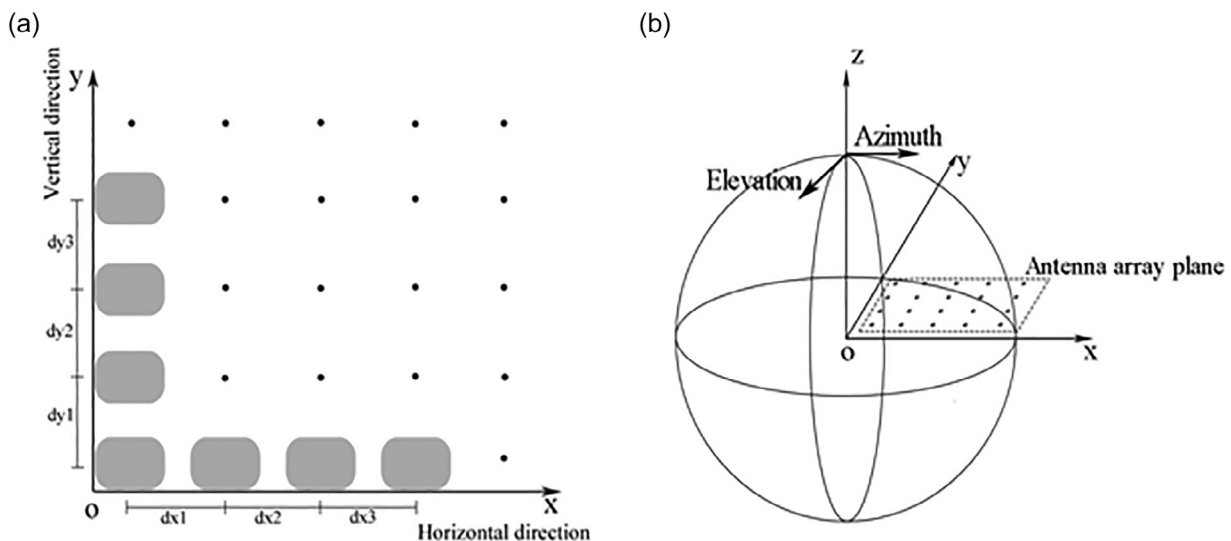 (a)
y
Vertical direction
dy3
dy2
dy1
o
dx1
dx2
dx3
x
Horizontal direction
(b)
z
Azimuth
y
Elevation
Antenna array plane
o
x